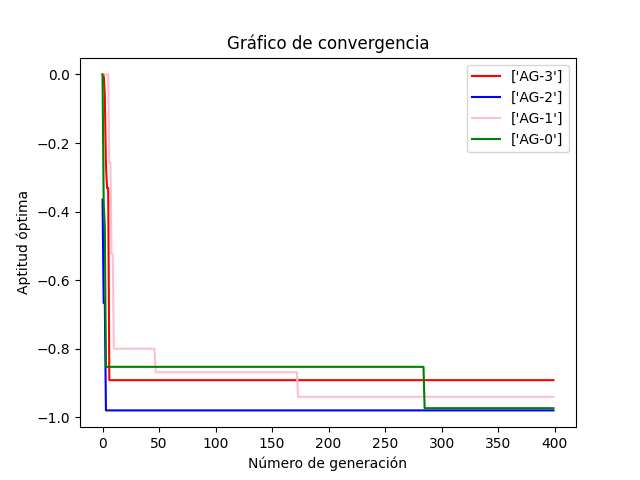 Gráfico de convergencia
['AG-3']
['AG-2']
['AG-1']
['AG-0']
Aptitud óptima
0.0
−0.2
−0.4
−0.6
−0.8
−1.0
0 50 100 150 200 250 300 350 400
Número de generación